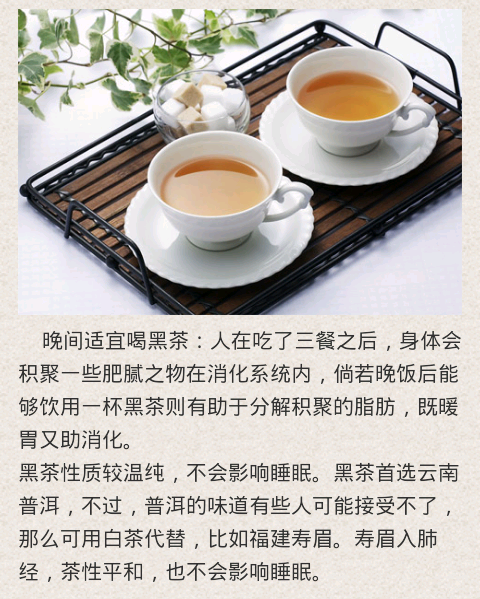 晚间适宜喝黑茶：人在吃了三餐之后，身体会
积聚一些肥腻之物在消化系统内，倘若晚饭后能
够饮用一杯黑茶则有助于分解积聚的脂肪，既暖
胃又助消化。
黑茶性质较温纯，不会影响睡眠。黑茶首选云南
普洱，不过，普洱的味道有些人可能接受不了，
那么可用白茶代替，比如福建寿眉。寿眉入肺
经，茶性平和，也不会影响睡眠。